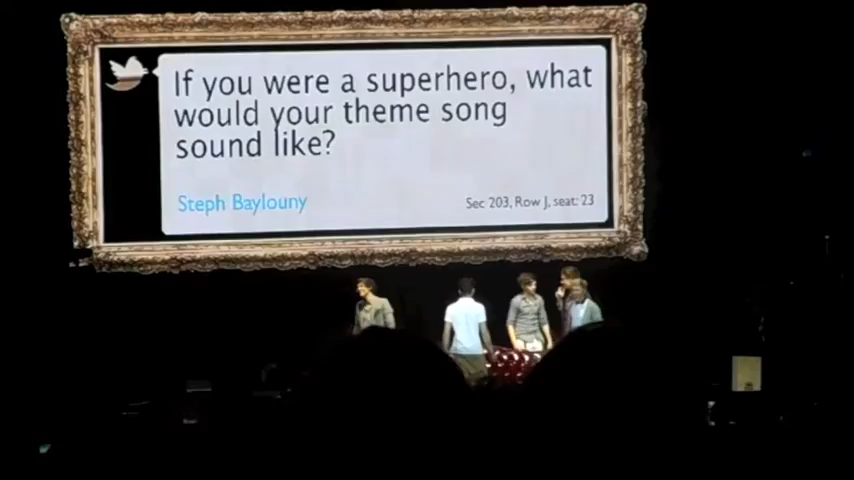 If you were a superhero, what
would your theme song
sound like?
Steph Baylouny
Sec 203, Row J, seat: 23